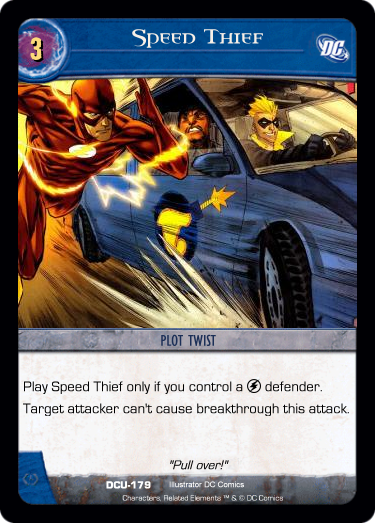 Speed Thief
3
DC
PLOT TWIST
Play Speed Thief only if you control a defender.
Target attacker can't cause breakthrough this attack.
"Pull over!"
DCU-179 Illustrator DC Comics
Characters, Related Elements ™ & © DC Comics